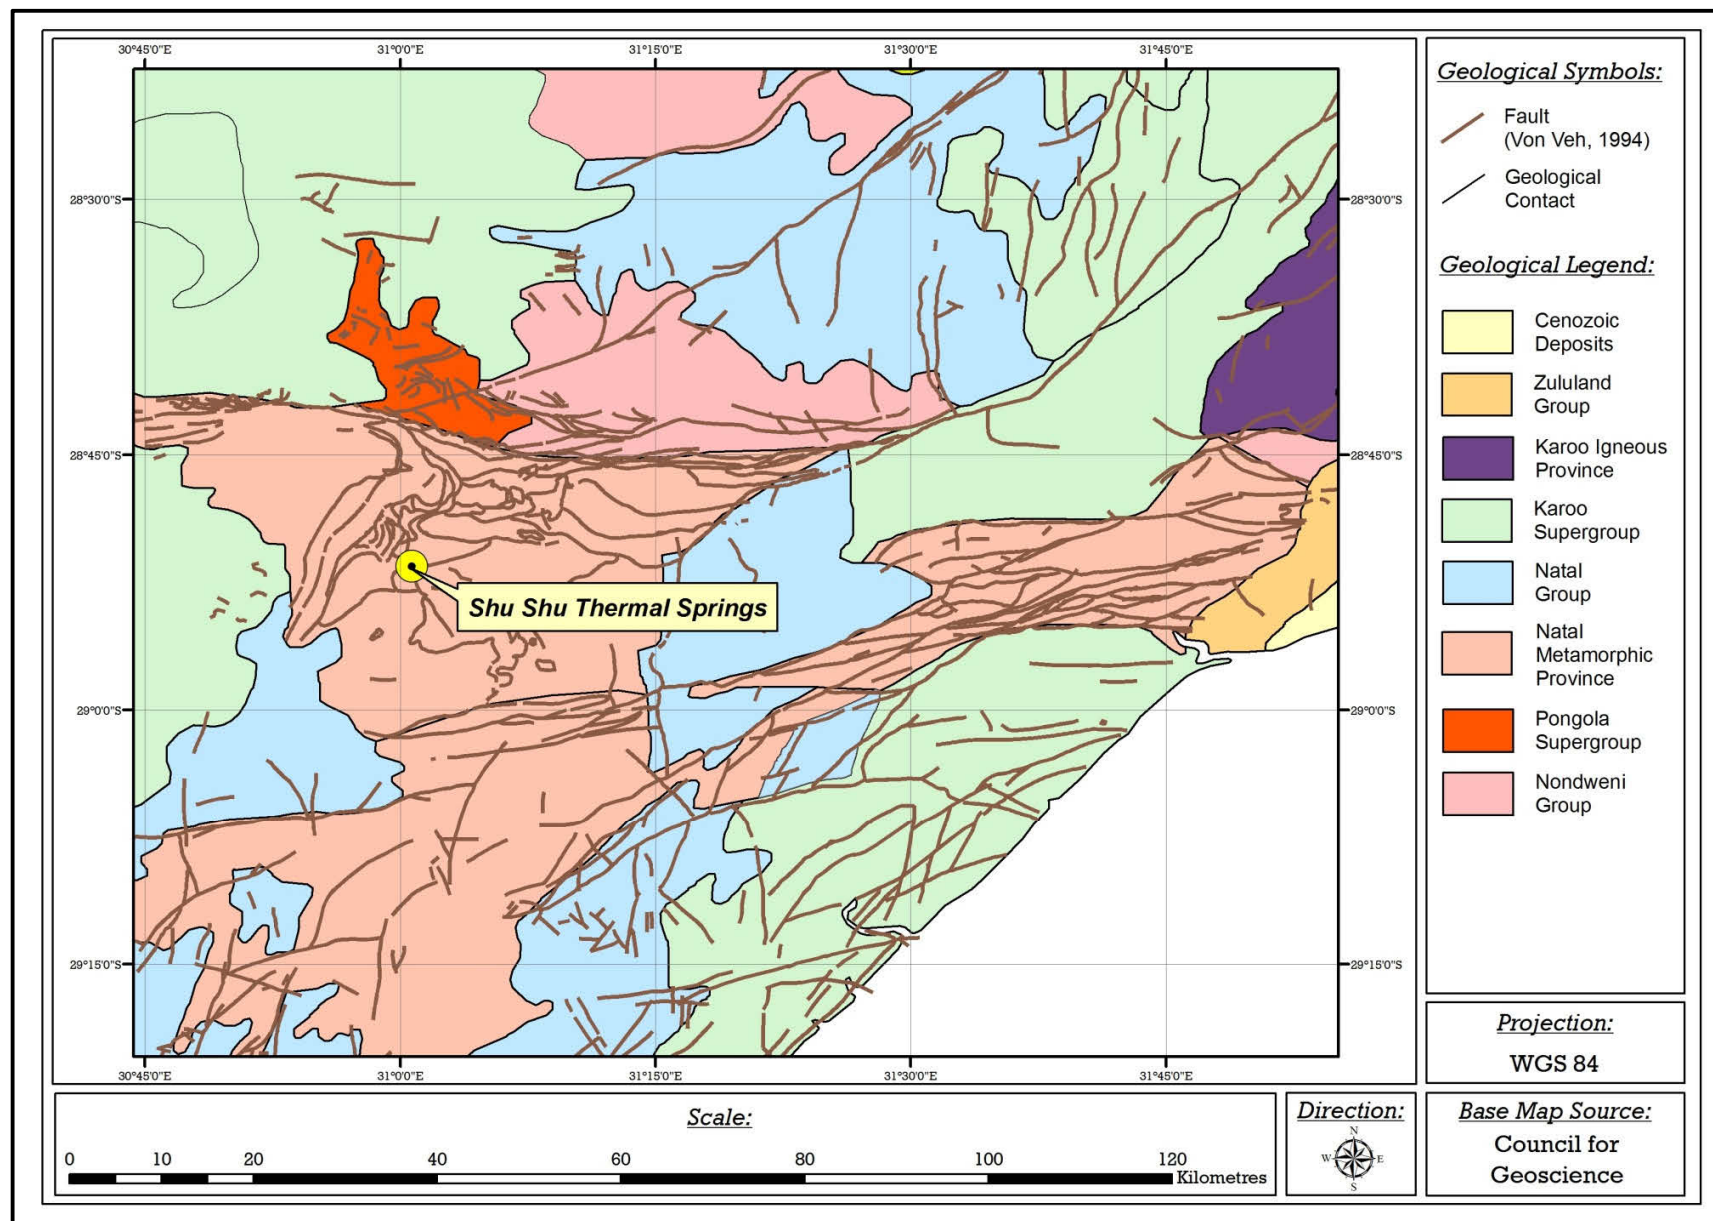 30°45'0"E
31°0'0"E
31°15'0"E
31°30'0"E
31°45'0"E
28°30'0"S
28°30'0"S
28°45'0"S
28°45'0"S
Shu Shu Thermal Springs
29°0'0"S
29°0'0"S
29°15'0"S
29°15'0"S
30°45'0"E
31°0'0"E
31°15'0"E
31°30'0"E
31°45'0"E
Geological Symbols:
Fault
(Von Veh, 1994)
Geological
Contact
Geological Legend:
Cenozoic
Deposits
Zululand
Group
Karoo Igneous
Province
Karoo
Supergroup
Natal
Group
Natal
Metamorphic
Province
Pongola
Supergroup
Nondweni
Group
Projection:
WGS 84
Scale:
0 10 20 40 60 80 100 120
Kilometres
Direction:
N
W E
S
Base Map Source:
Council for
Geoscience